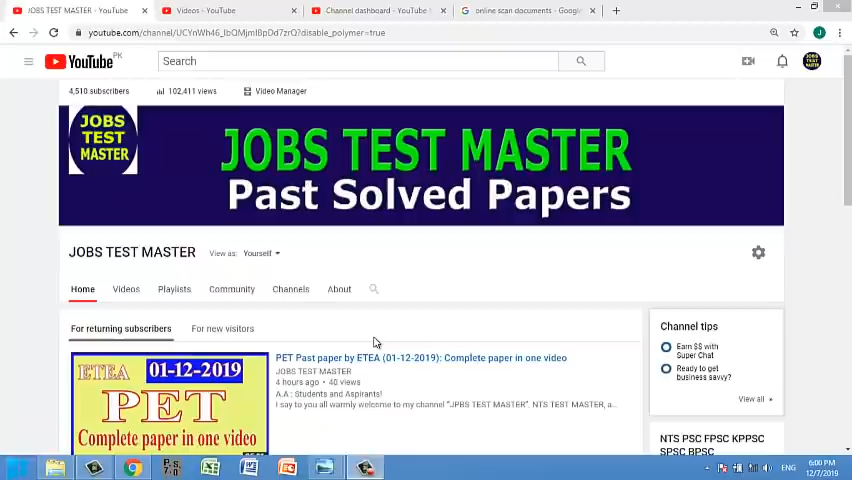 JOBS TEST MASTER - YouTube
Videos - YouTube
Channel dashboard - YouTube
online scan documents - Google
youtube.com/channel/UCYnWh46_lbQMjmlBpDd7zrQ?disable_polymer=true
YouTube PK
Search
4,510 subscribers
102,411 views
Video Manager
JOBS
TEST
MASTER
JOBS TEST MASTER
Past Solved Papers
JOBS TEST MASTER
View as: Yourself
Home Videos Playlists Community Channels About
For returning subscribers
For new visitors
ETEA 01-12-2019
PET
Complete paper in one video
PET Past paper by ETEA (01-12-2019): Complete paper in one video
JOBS TEST MASTER
4 hours ago • 40 views
A.A : Students and Aspirants!
I say to you all warmly welcome to my channel "JPBS TEST MASTER". NTS TEST MASTER, a...
Channel tips
Earn $$ with
Super Chat
Ready to get
business savvy?
View all »
NTS PSC FPSC KPPSC
SPSC BPSC
ENG
6:00 PM
12/7/2019